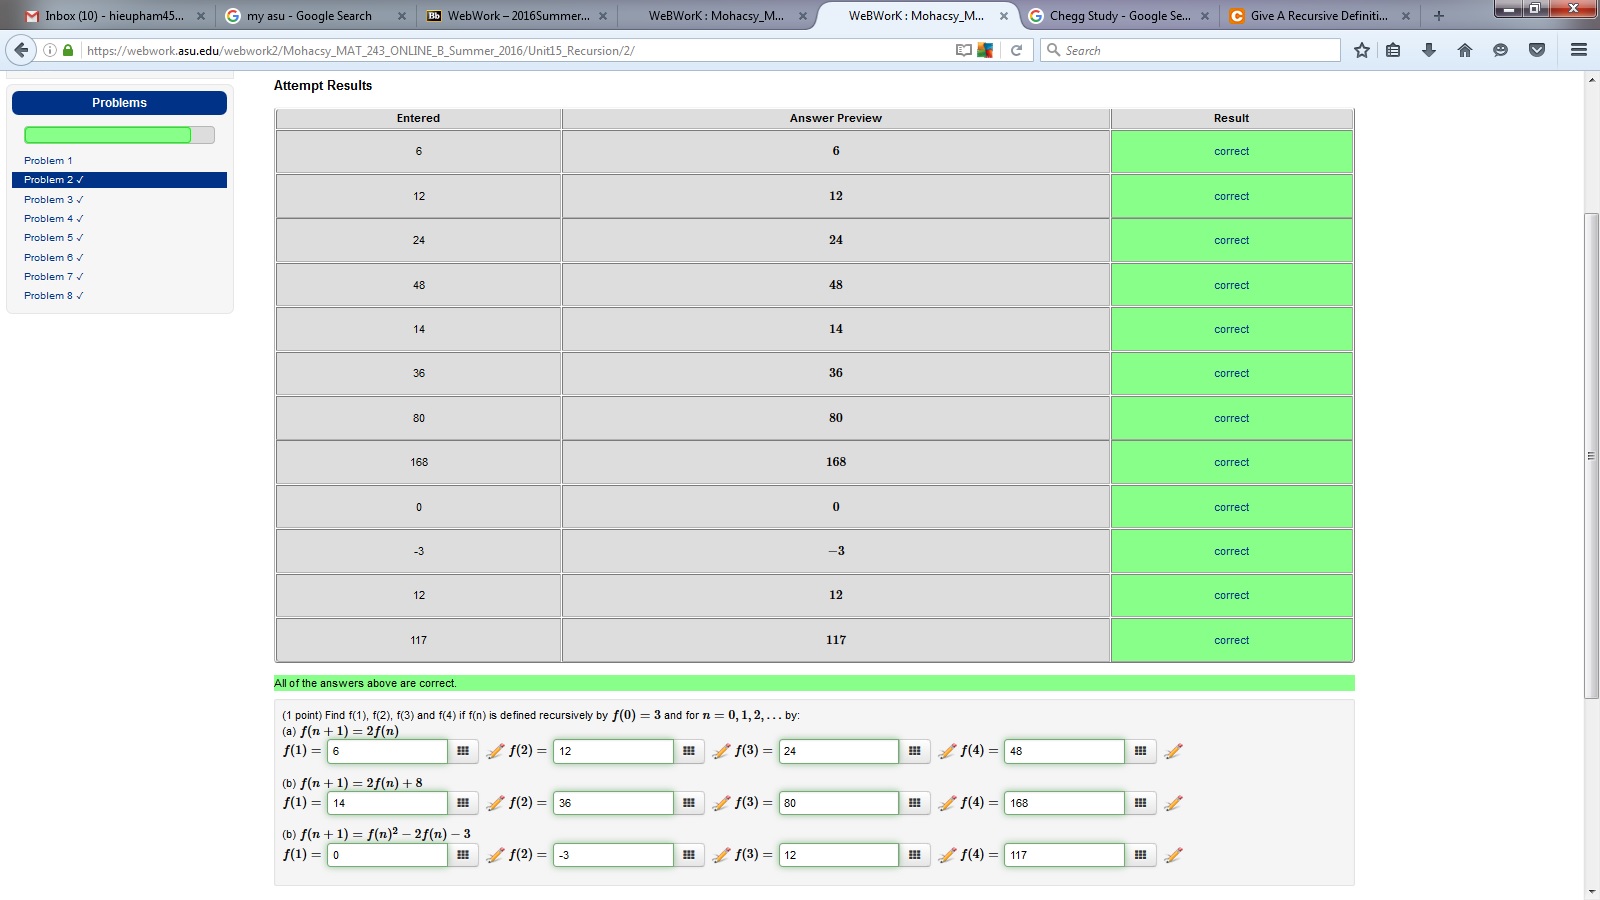 Inbox (10) - hieupham45... my asu - Google Search Bb WebWork – 2016Summer... WeBWorK : Mohacsy_M... WeBWorK : Mohacsy_M... Chegg Study - Google Se... Give A Recursive Definiti...
https://webwork.asu.edu/webwork2/Mohacsy_MAT_243_ONLINE_B_Summer_2016/Unit15_Recursion/2/ Search
Problems
Problem 1
Problem 2 ✓
Problem 3 ✓
Problem 4 ✓
Problem 5 ✓
Problem 6 ✓
Problem 7 ✓
Problem 8 ✓
Attempt Results
Entered Answer Preview Result
6 6 correct
12 12 correct
24 24 correct
48 48 correct
14 14 correct
36 36 correct
80 80 correct
168 168 correct
0 0 correct
-3 −3 correct
12 12 correct
117 117 correct
All of the answers above are correct.
(1 point) Find f(1), f(2), f(3) and f(4) if f(n) is defined recursively by f(0) = 3 and for n = 0, 1, 2, … by:
(a) f(n + 1) = 2f(n)
f(1) = 6 f(2) = 12 f(3) = 24 f(4) = 48
(b) f(n + 1) = 2f(n) + 8
f(1) = 14 f(2) = 36 f(3) = 80 f(4) = 168
(b) f(n + 1) = f(n)² − 2f(n) − 3
f(1) = 0 f(2) = -3 f(3) = 12 f(4) = 117